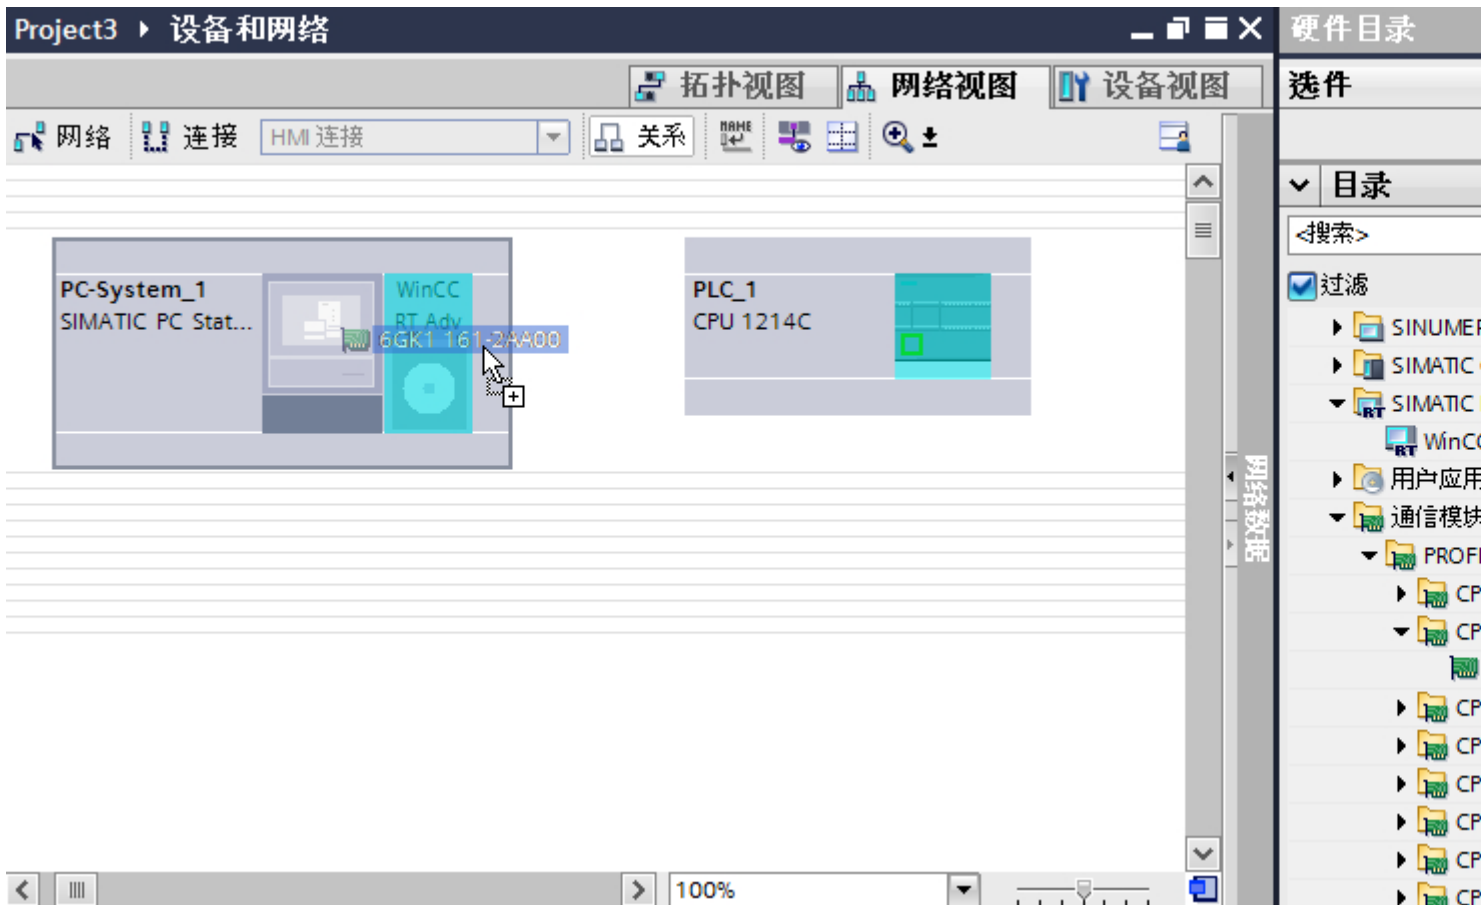 Project3 ▸ 设备和网络
硬件目录
拓扑视图
网络视图
设备视图
选件
网络
连接
HMI 连接
关系
目录
<搜索>
过滤
PC-System_1
SIMATIC PC Stat...
WinCC
RT Adv
6GK1 161-2AA00
PLC_1
CPU 1214C
SINUMER
SIMATIC
SIMATIC
WinCC
用户应用
通信模块
PROFI
CP
CP
CP
CP
CP
CP
CP
CP
网络数据
100%